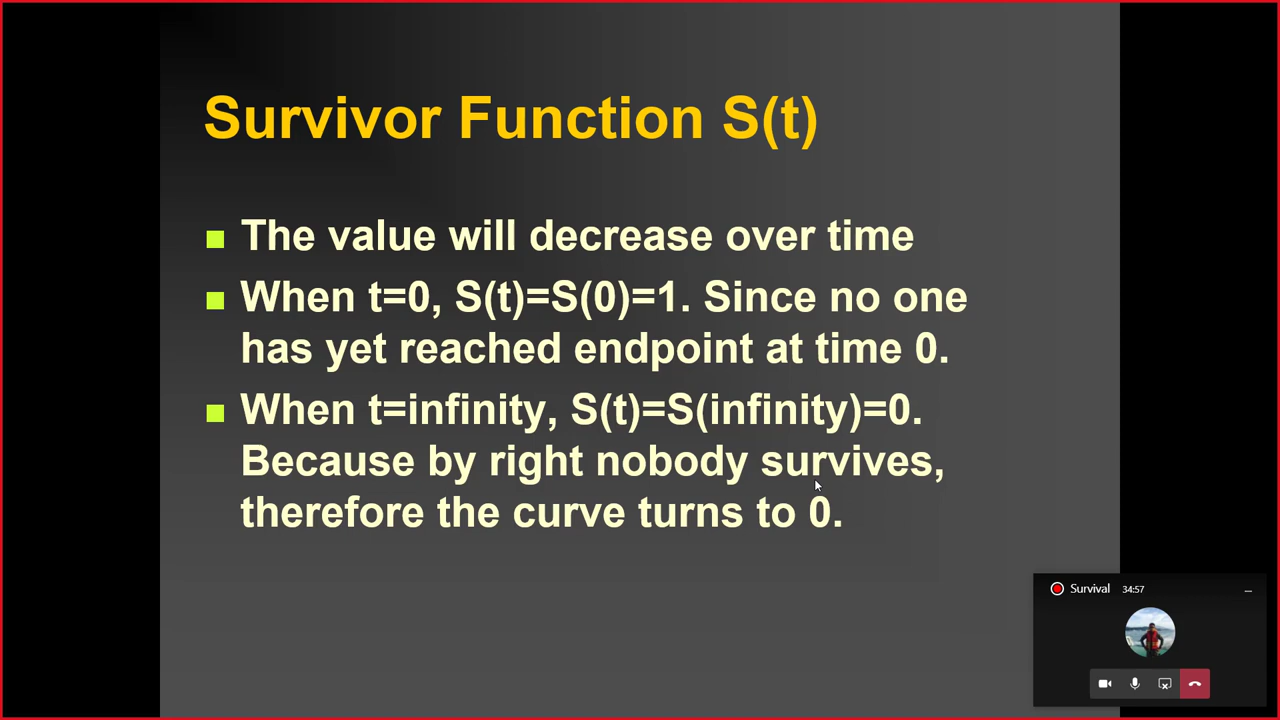 Survivor Function S(t)
The value will decrease over time
When t=0, S(t)=S(0)=1. Since no one
has yet reached endpoint at time 0.
When t=infinity, S(t)=S(infinity)=0.
Because by right nobody survives,
therefore the curve turns to 0.
Survival 34:57